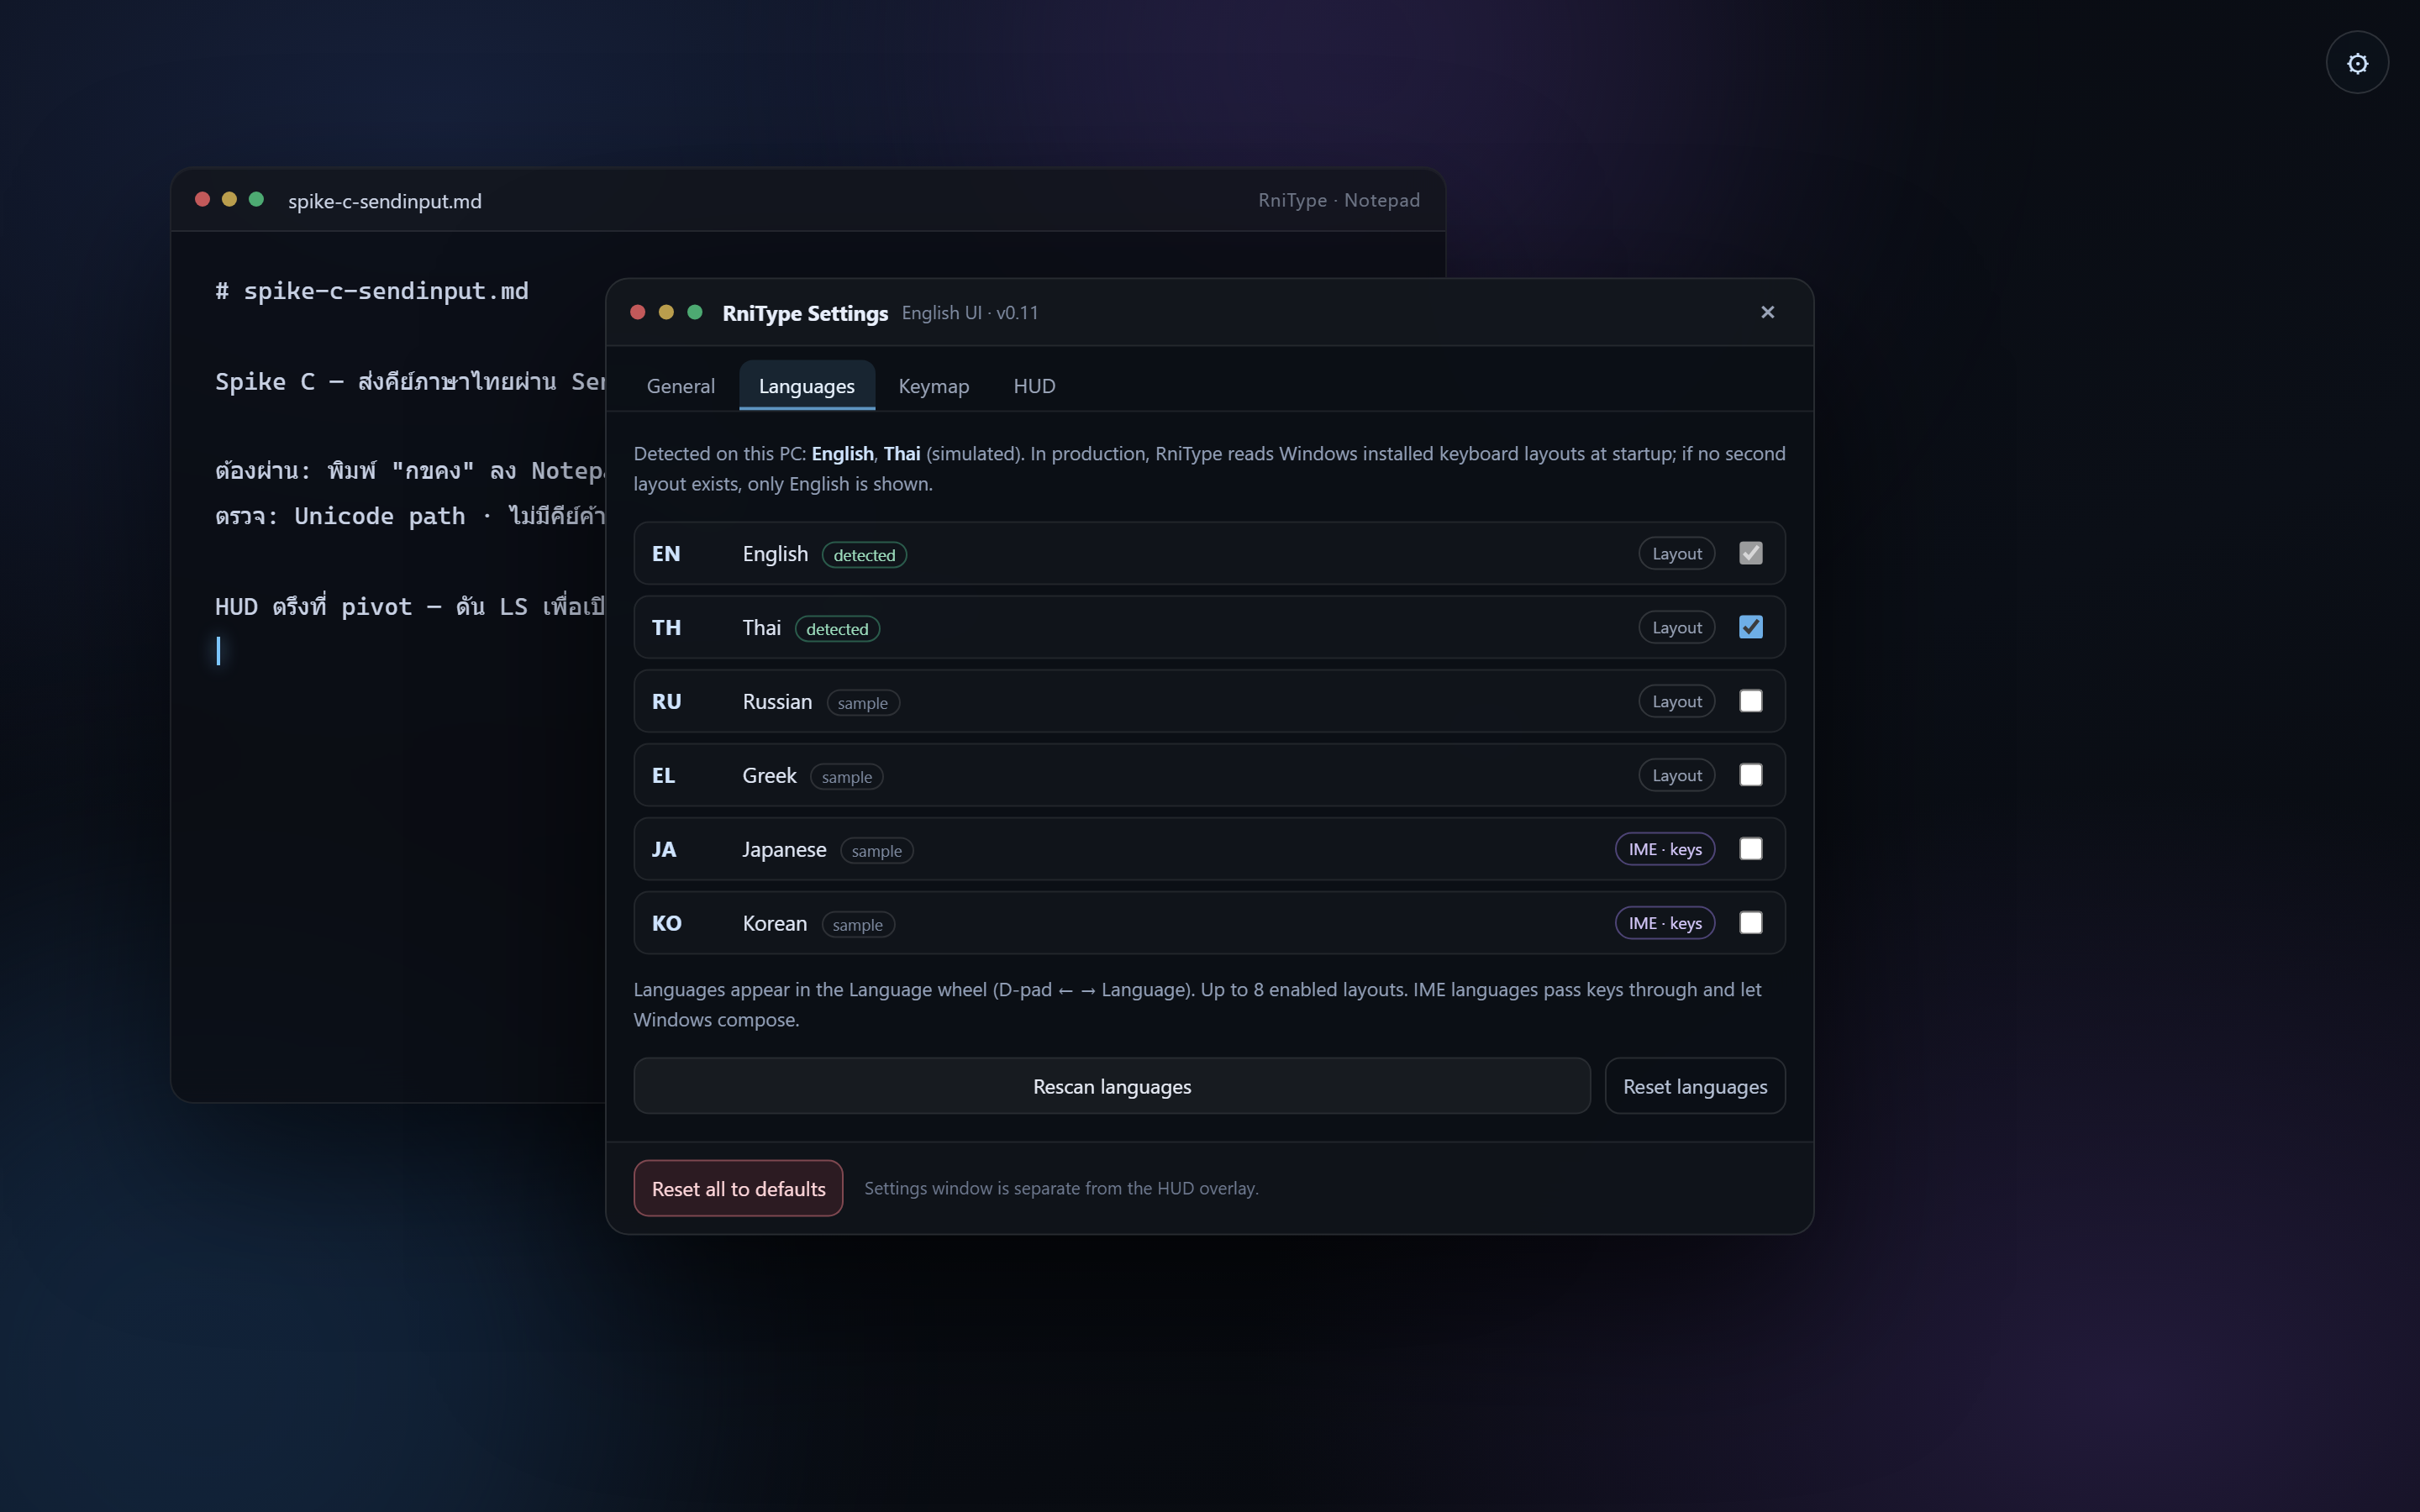 spike-c-sendinput.md
RniType · Notepad
# spike-c-sendinput.md
Spike C — ส่งคีย์ภาษาไทยผ่าน Sen
ต้องผ่าน: พิมพ์ "กขคง" ลง Notep
ตรวจ: Unicode path · ไม่มีคีย์ค้า
HUD ตรึงที่ pivot — ดัน LS เพื่อเปิ
RniType Settings English UI · v0.11
×
General Languages Keymap HUD
Detected on this PC: English, Thai (simulated). In production, RniType reads Windows installed keyboard layouts at startup; if no second
layout exists, only English is shown.
EN English detected Layout
TH Thai detected Layout
RU Russian sample Layout
EL Greek sample Layout
JA Japanese sample IME · keys
KO Korean sample IME · keys
Languages appear in the Language wheel (D-pad ← → Language). Up to 8 enabled layouts. IME languages pass keys through and let
Windows compose.
Rescan languages Reset languages
Reset all to defaults Settings window is separate from the HUD overlay.